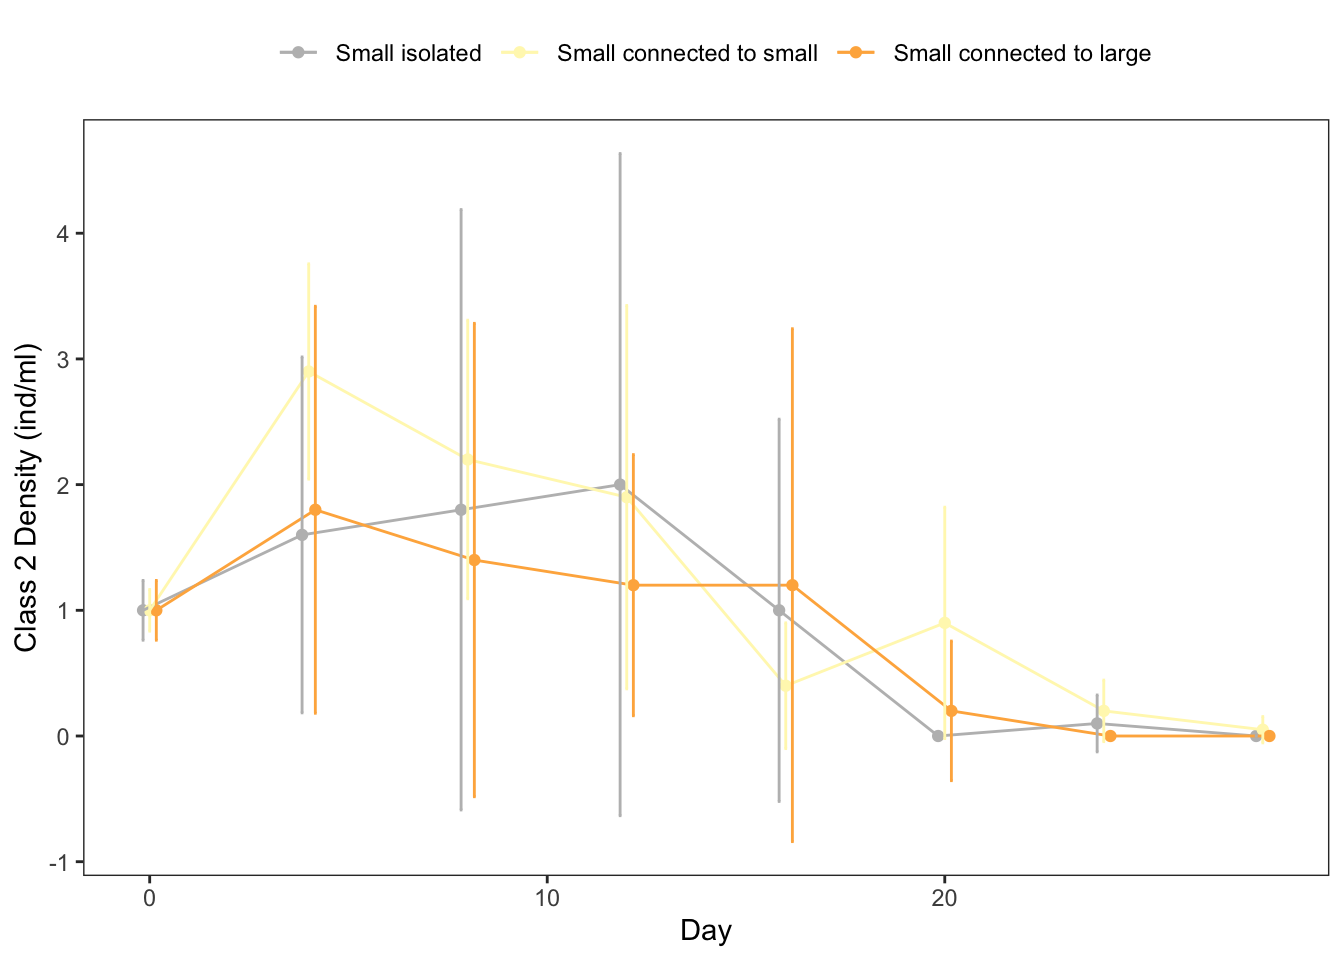 Small isolated Small connected to small Small connected to large
Class 2 Density (ind/ml)
4
3
2
1
0
-1
0 10 20
Day